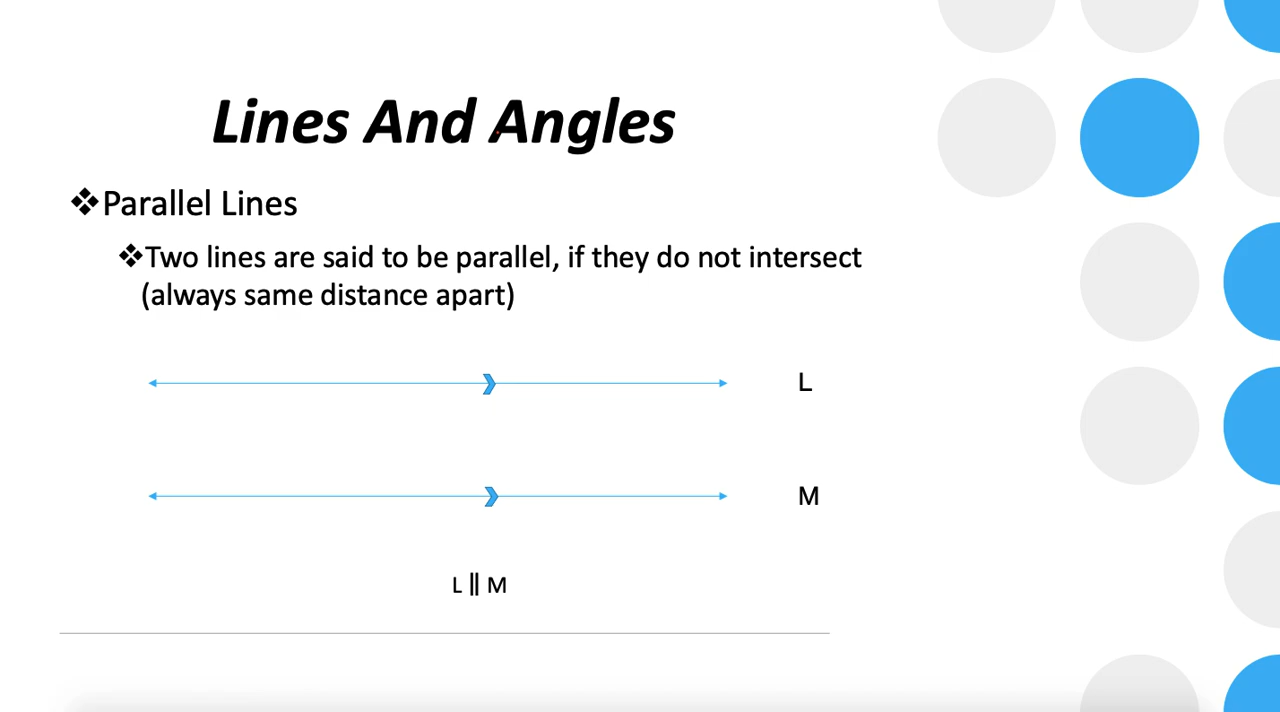 Lines And Angles
❖Parallel Lines
❖Two lines are said to be parallel, if they do not intersect
(always same distance apart)
L
M
L ‖ M